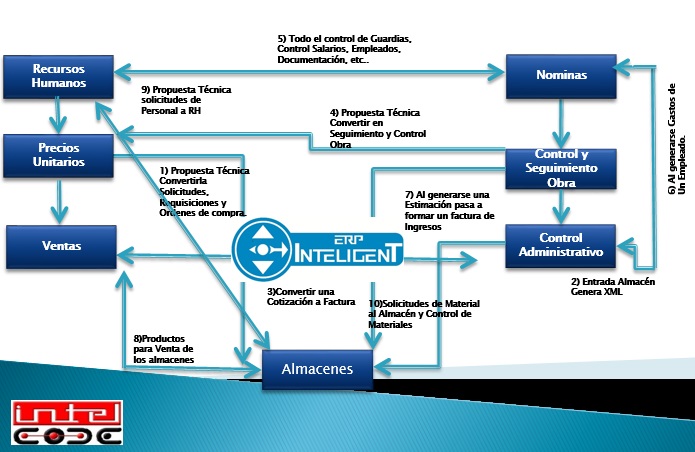 5) Todo el control de Guardias,
Control Salarios, Empleados,
Documentación, etc..
Recursos
Humanos
Nominas
9) Propuesta Técnica
solicitudes de
Personal a RH
4) Propuesta Técnica
Convertir en
Seguimiento y Control
Obra
6) Al generarse Gastos de
Un Empleado.
Precios
Unitarios
Control y
Seguimiento
Obra
1) Propuesta Técnica
Convertirla
Solicitudes,
Requisiciones y
Ordenes de compra.
7) Al generarse una
Estimación pasa a
formar un factura de
Ingresos
Ventas
ERP
INTELIGENT
Control
Administrativo
2) Entrada Almacén
Genera XML
3)Convertir una
Cotización a Factura
10)Solicitudes de Material
al Almacén y Control de
Materiales
8)Productos
para Venta de
los almacenes
Almacenes
intel
CODE